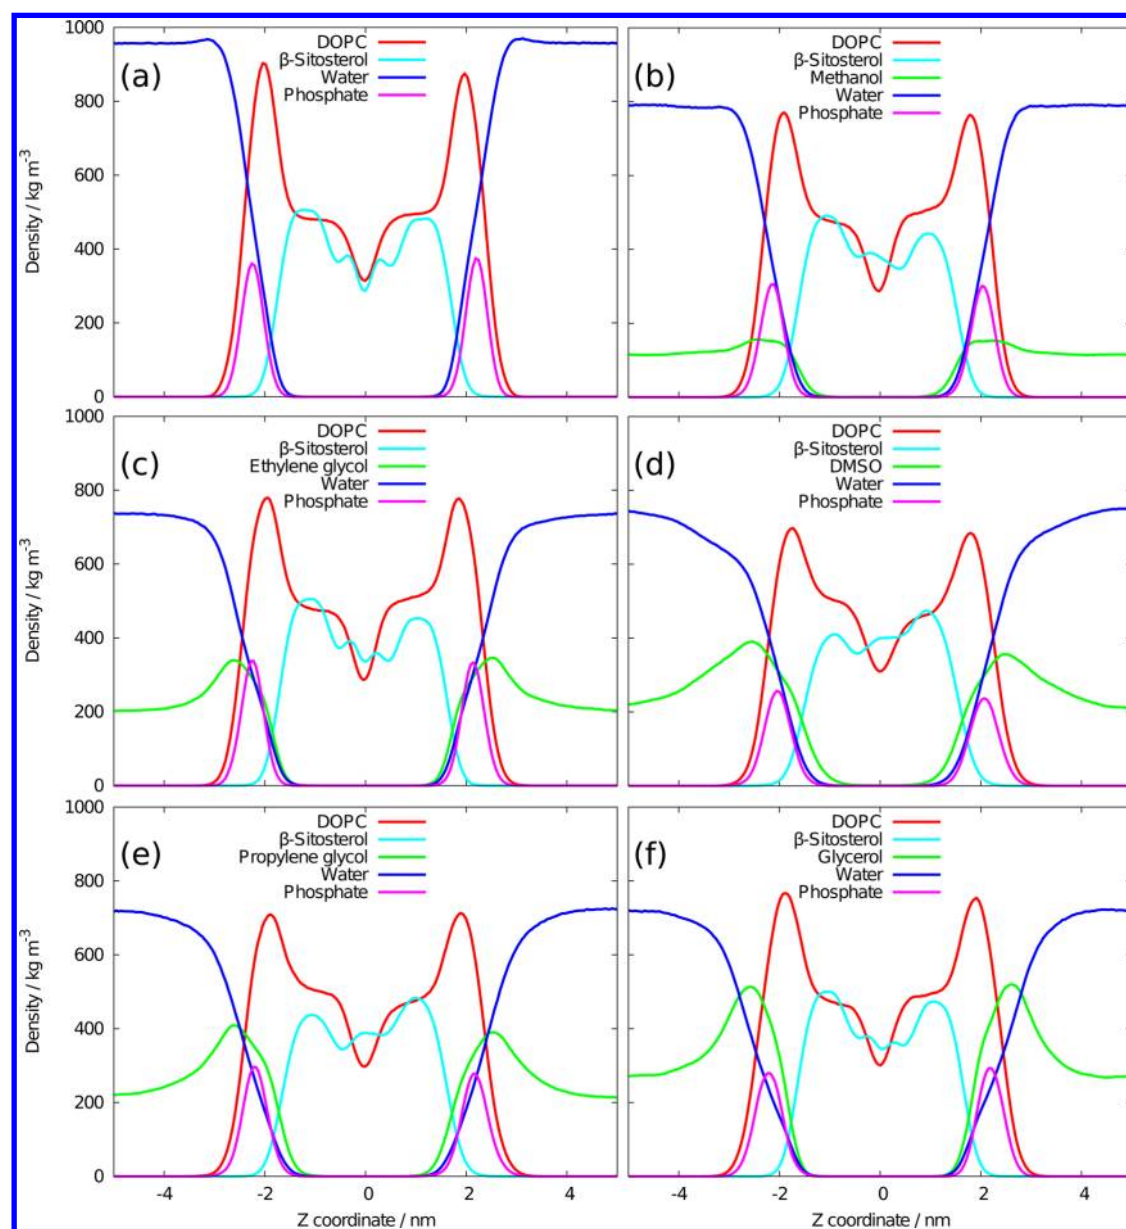 1000
800
600
400
200
0
Density / kg m-3
(a)
DOPC
β-Sitosterol
Water
Phosphate
(b)
DOPC
β-Sitosterol
Methanol
Water
Phosphate
1000
800
600
400
200
0
Density / kg m-3
(c)
DOPC
β-Sitosterol
Ethylene glycol
Water
Phosphate
(d)
DOPC
β-Sitosterol
DMSO
Water
Phosphate
1000
800
600
400
200
0
Density / kg m-3
(e)
DOPC
β-Sitosterol
Propylene glycol
Water
Phosphate
(f)
DOPC
β-Sitosterol
Glycerol
Water
Phosphate
-4 -2 0 2 4
Z coordinate / nm
-4 -2 0 2 4
Z coordinate / nm